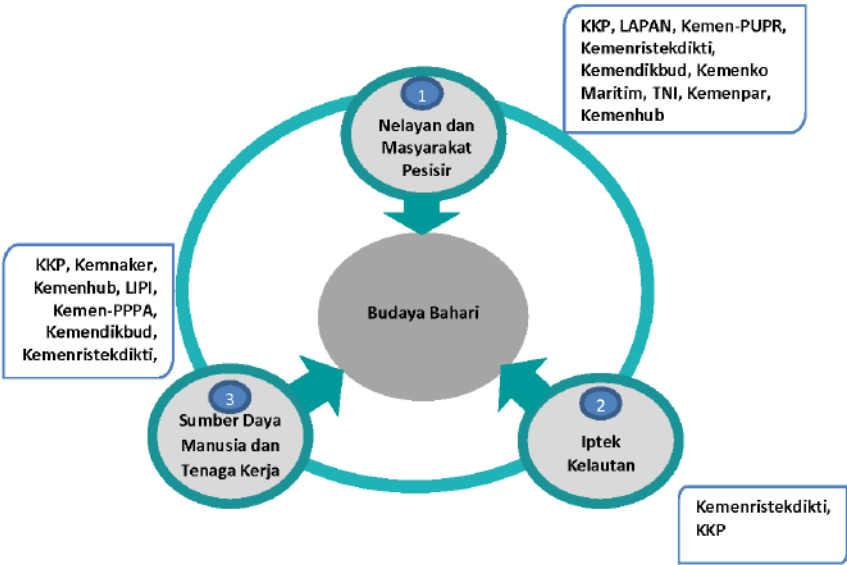 KKP, LAPAN, Kemen-PUPR,
Kemenristekdikti,
Kemendikbud, Kemenko
Maritim, TNI, Kemenpar,
Kemenhub
1
Nelayan dan
Masyarakat
Pesisir
KKP, Kemnaker,
Kemenhub, LIPI,
Kemen-PPPA,
Kemendikbud,
Kemenristekdikti,
Budaya Bahari
3
Sumber Daya
Manusia dan
Tenaga Kerja
2
Iptek
Kelautan
Kemenristekdikti,
KKP